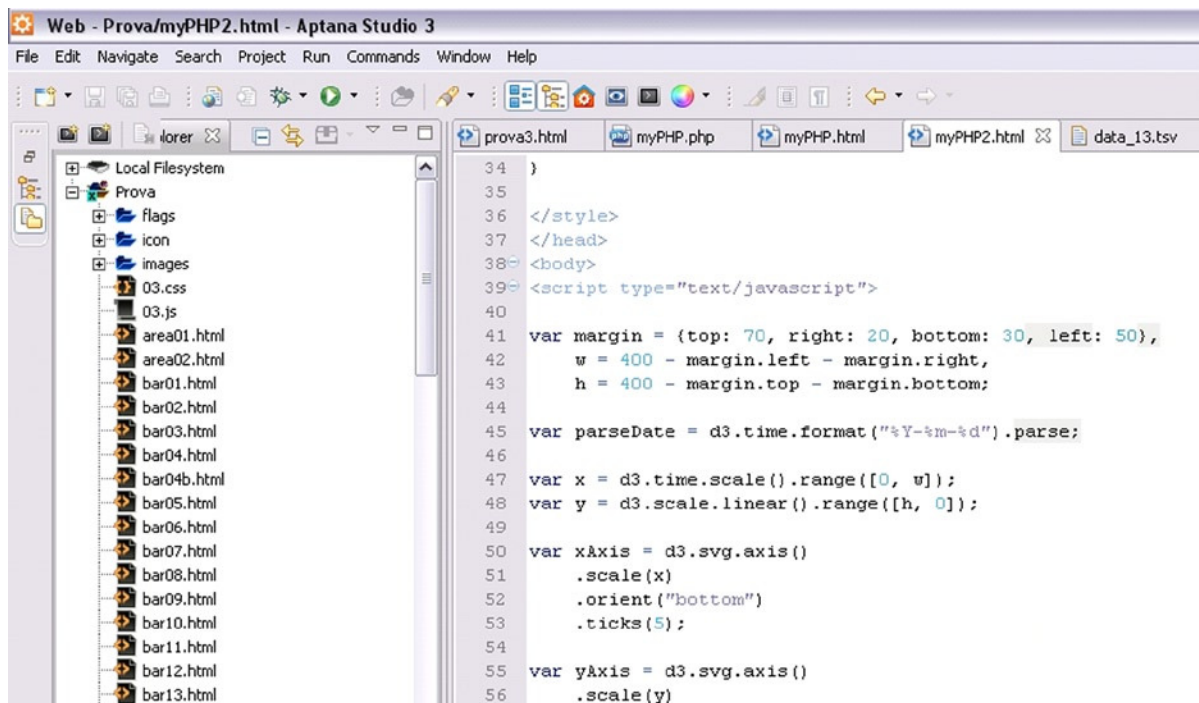 Web - Prova/myPHP2.html - Aptana Studio 3
File Edit Navigate Search Project Run Commands Window Help
lorer
prova3.html myPHP.php myPHP.html myPHP2.html data_13.tsv
Local Filesystem
Prova
flags
icon
images
03.css
03.js
area01.html
area02.html
bar01.html
bar02.html
bar03.html
bar04.html
bar04b.html
bar05.html
bar06.html
bar07.html
bar08.html
bar09.html
bar10.html
bar11.html
bar12.html
bar13.html
34 }
35
36 </style>
37 </head>
38 <body>
39 <script type="text/javascript">
40
41 var margin = {top: 70, right: 20, bottom: 30, left: 50},
42 w = 400 - margin.left - margin.right,
43 h = 400 - margin.top - margin.bottom;
44
45 var parseDate = d3.time.format("%Y-%m-%d").parse;
46
47 var x = d3.time.scale().range([0, w]);
48 var y = d3.scale.linear().range([h, 0]);
49
50 var xAxis = d3.svg.axis()
51 .scale(x)
52 .orient("bottom")
53 .ticks(5);
54
55 var yAxis = d3.svg.axis()
56 .scale(y)